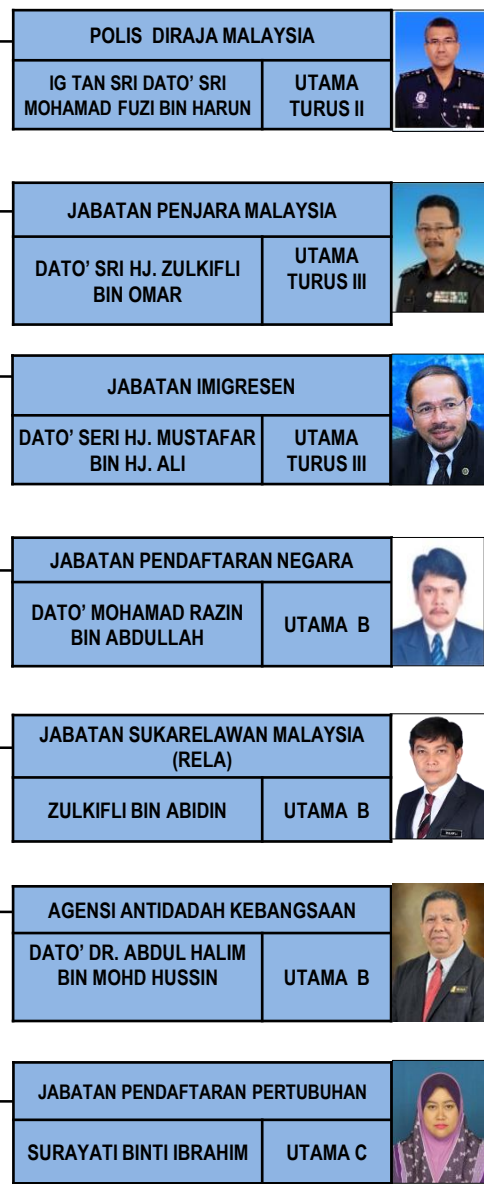 POLIS DIRAJA MALAYSIA
IG TAN SRI DATO' SRI
MOHAMAD FUZI BIN HARUN
UTAMA
TURUS II
JABATAN PENJARA MALAYSIA
DATO' SRI HJ. ZULKIFLI
BIN OMAR
UTAMA
TURUS III
JABATAN IMIGRESEN
DATO' SERI HJ. MUSTAFAR
BIN HJ. ALI
UTAMA
TURUS III
JABATAN PENDAFTARAN NEGARA
DATO' MOHAMAD RAZIN
BIN ABDULLAH
UTAMA B
JABATAN SUKARELAWAN MALAYSIA
(RELA)
ZULKIFLI BIN ABIDIN
UTAMA B
AGENSI ANTIDADAH KEBANGSAAN
DATO' DR. ABDUL HALIM
BIN MOHD HUSSIN
UTAMA B
JABATAN PENDAFTARAN PERTUBUHAN
SURAYATI BINTI IBRAHIM
UTAMA C